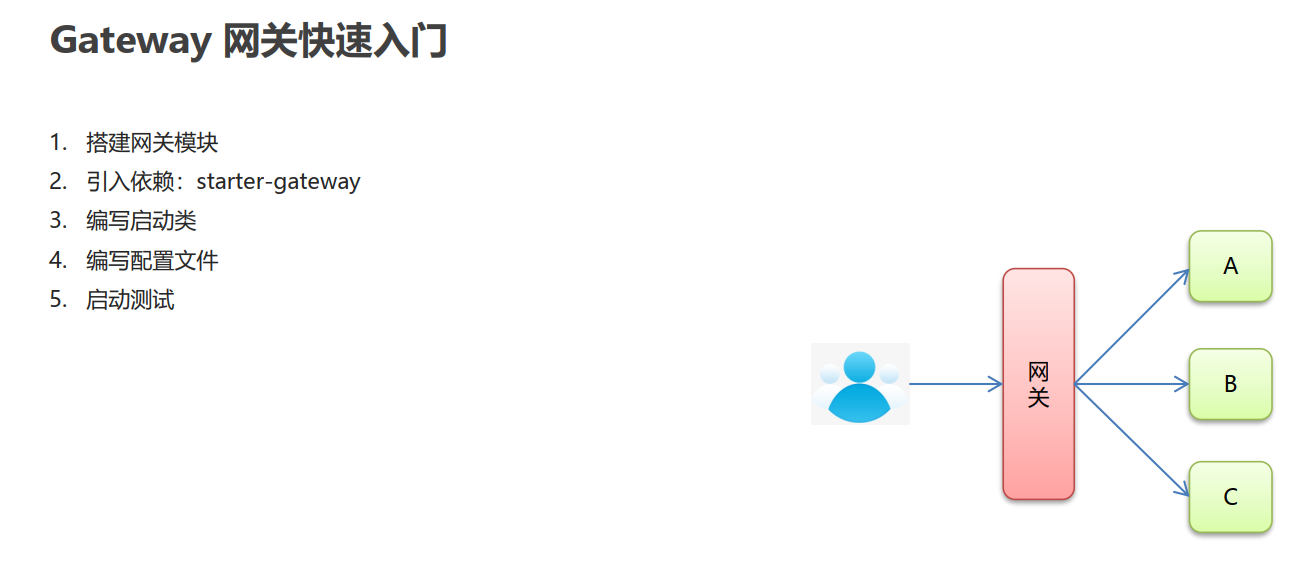 Gateway 网关快速入门
1. 搭建网关模块
2. 引入依赖：starter-gateway
3. 编写启动类
4. 编写配置文件
5. 启动测试
A
网
关
B
C